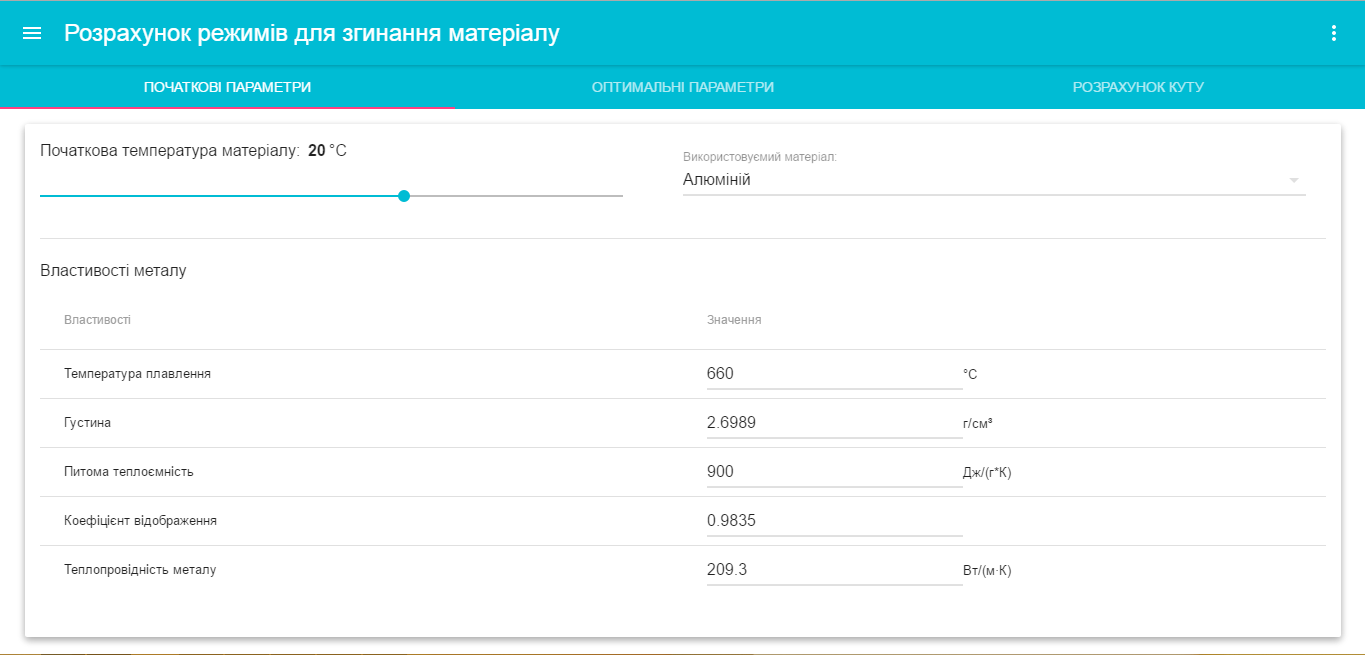 Розрахунок режимів для згинання матеріалу
ПОЧАТКОВІ ПАРАМЕТРИ ОПТИМАЛЬНІ ПАРАМЕТРИ РОЗРАХУНОК КУТУ
Початкова температура матеріалу: 20 °C
Використовуємий матеріал:
Алюміній
Властивості металу
Властивості Значення
Температура плавлення 660 °C
Густина 2.6989 г/см³
Питома теплоємність 900 Дж/(г*К)
Коефіцієнт відображення 0.9835
Теплопровідність металу 209.3 Вт/(м·К)